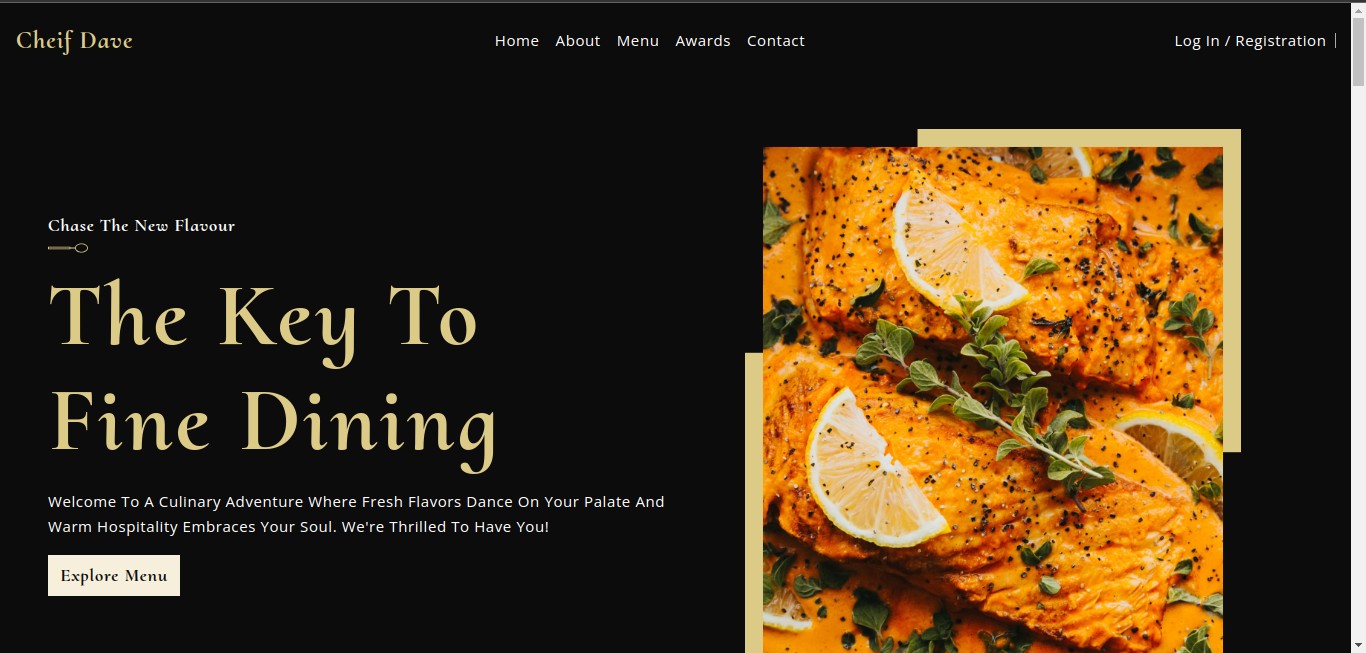 Cheif Dave
Home About Menu Awards Contact
Log In / Registration |
Chase The New Flavour
The Key To
Fine Dining
Welcome To A Culinary Adventure Where Fresh Flavors Dance On Your Palate And
Warm Hospitality Embraces Your Soul. We're Thrilled To Have You!
Explore Menu